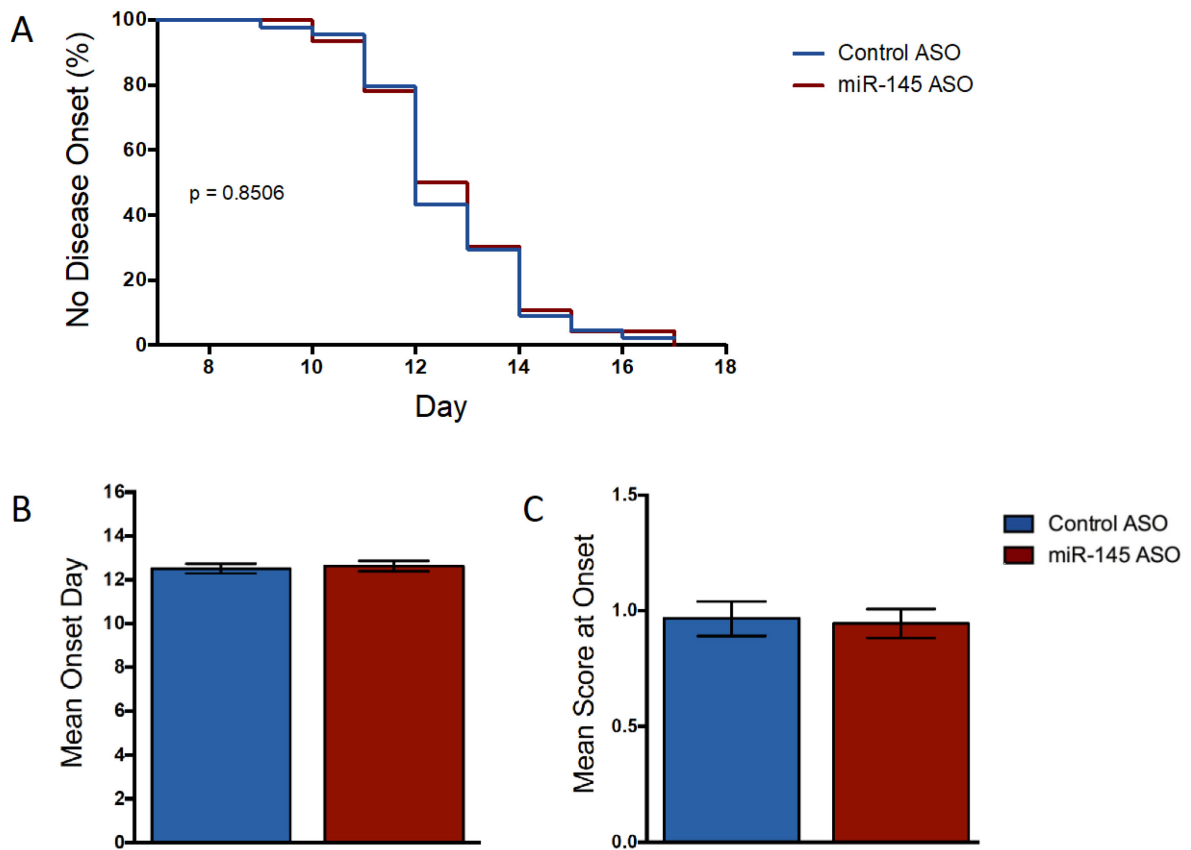 A
No Disease Onset (%)
100
80
60
40
20
0
p = 0.8506
Control ASO
miR-145 ASO
8 10 12 14 16 18
Day
B
Mean Onset Day
16
14
12
10
8
6
4
2
0
C
Mean Score at Onset
1.5
1.0
0.5
0.0
Control ASO
miR-145 ASO